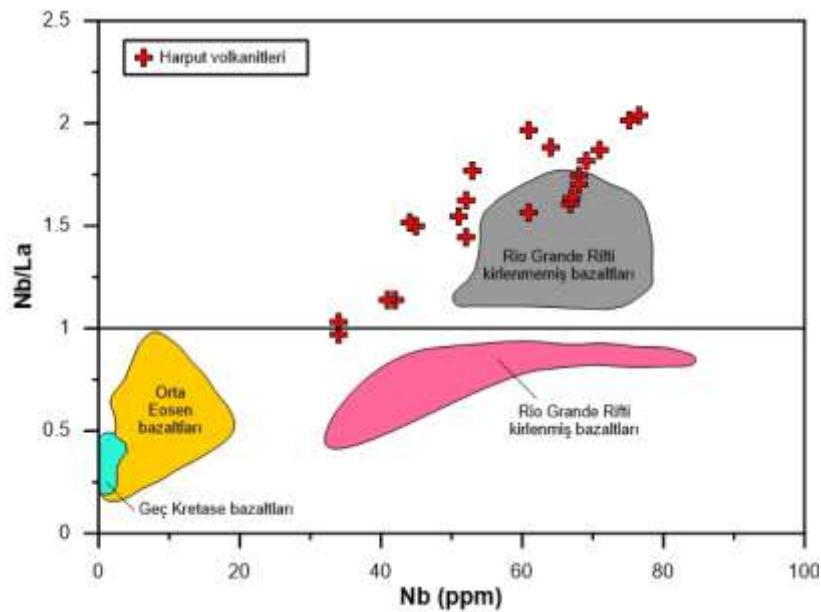 2.5
Harput volkanitleri
2
1.5
Nb/La
Rio Grande Rifti
kirlenmemiş bazaltları
1
Orta
Eosen
bazaltları
0.5
Rio Grande Rifti
kirlenmiş bazaltları
Geç Kretase bazaltları
0
0
20
40
60
80
100
Nb (ppm)